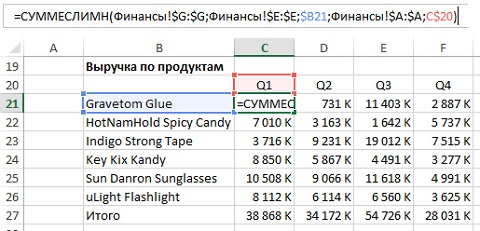 =СУММЕСЛИМН(Финансы!$G:$G;Финансы!$E:$E;$B21;Финансы!$A:$A;C$20)
A B C D E F
19 Выручка по продуктам
20 Q1 Q2 Q3 Q4
21 Gravetom Glue =СУММЕС 731 K 11 403 K 2 887 K
22 HotNamHold Spicy Candy 7 010 K 3 163 K 1 642 K 5 737 K
23 Indigo Strong Tape 3 716 K 9 231 K 19 012 K 7 515 K
24 Key Kix Kandy 8 850 K 5 867 K 4 491 K 3 277 K
25 Sun Danron Sunglasses 10 508 K 9 066 K 11 618 K 4 991 K
26 uLight Flashlight 8 112 K 6 114 K 6 560 K 3 625 K
27 Итого 38 868 K 34 172 K 54 726 K 28 031 K
28